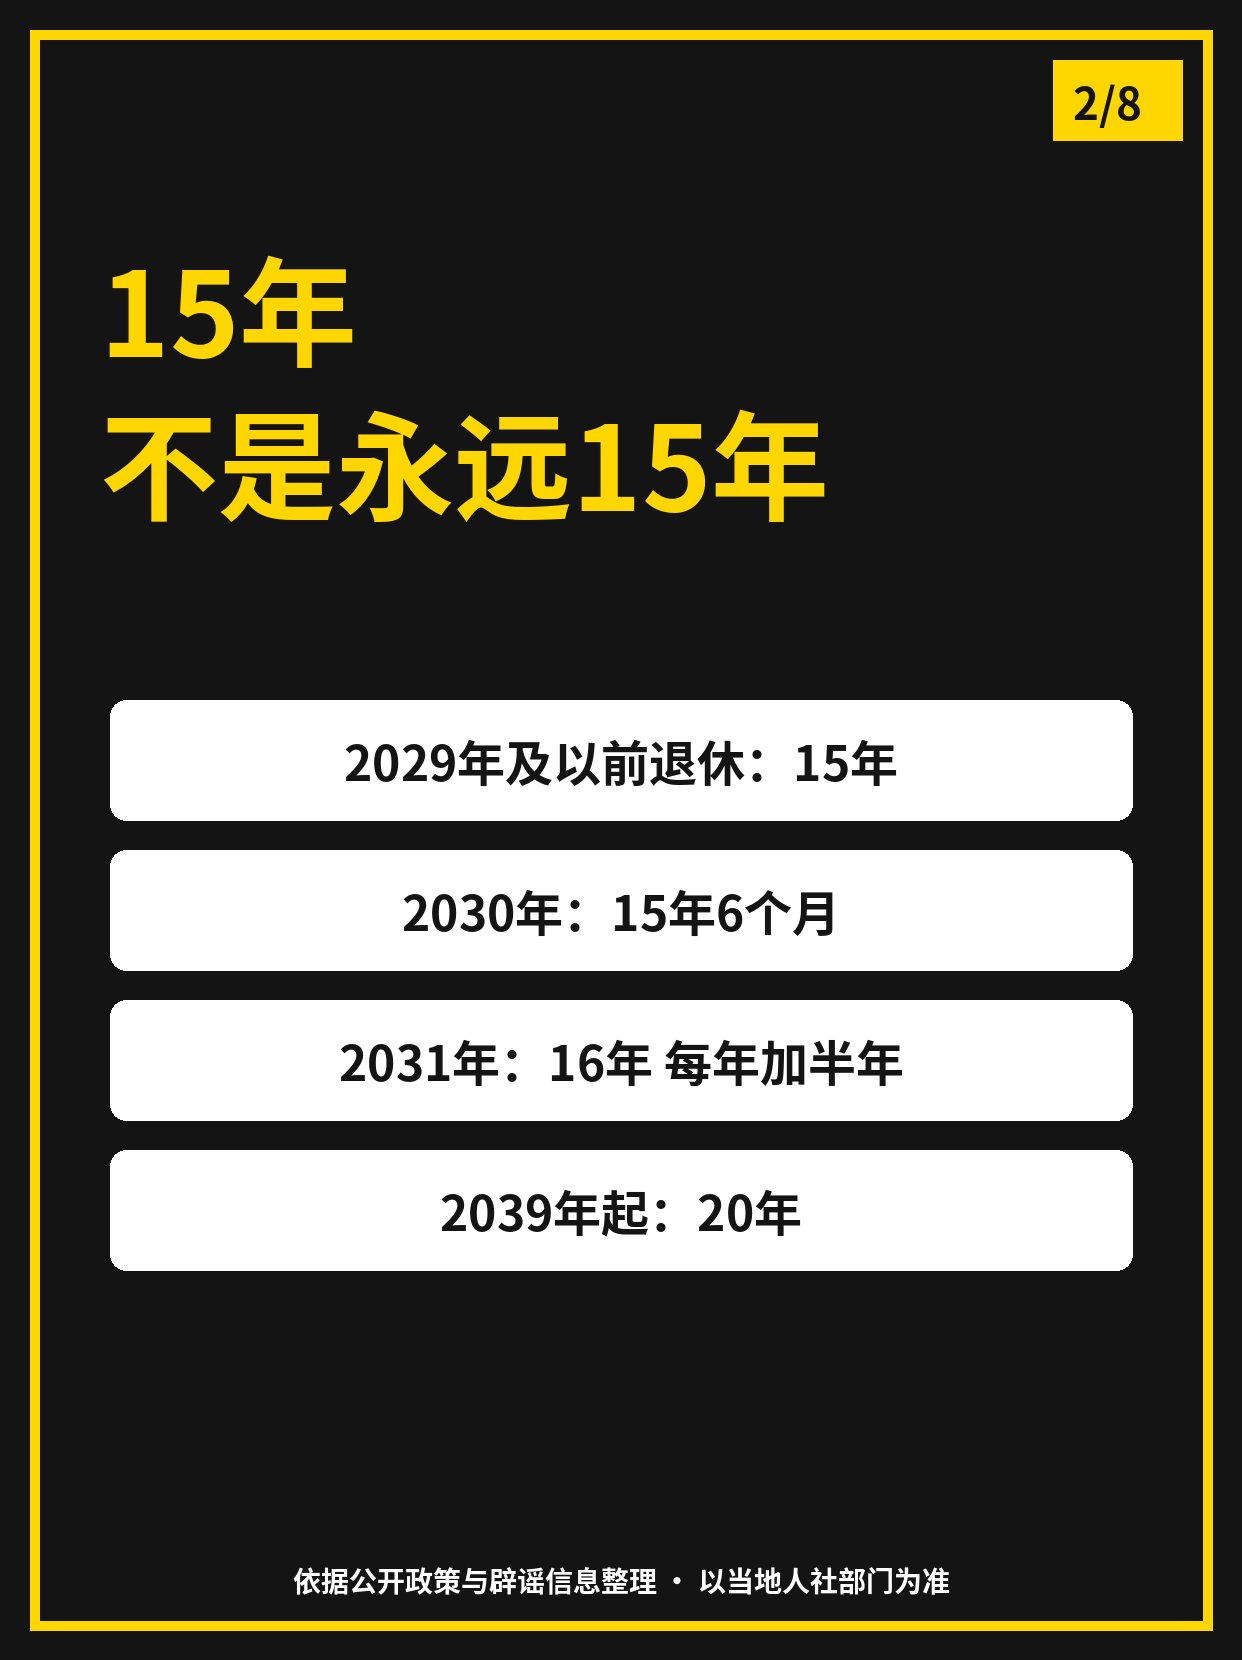 2/8
15年
不是永远15年
2029年及以前退休：15年
2030年：15年6个月
2031年：16年 每年加半年
2039年起：20年
依据公开政策与辟谣信息整理 · 以当地人社部门为准